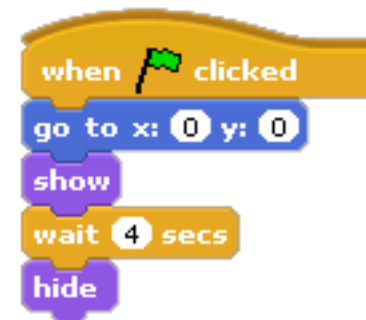 when clicked
go to x: 0 y: 0
show
wait 4 secs
hide